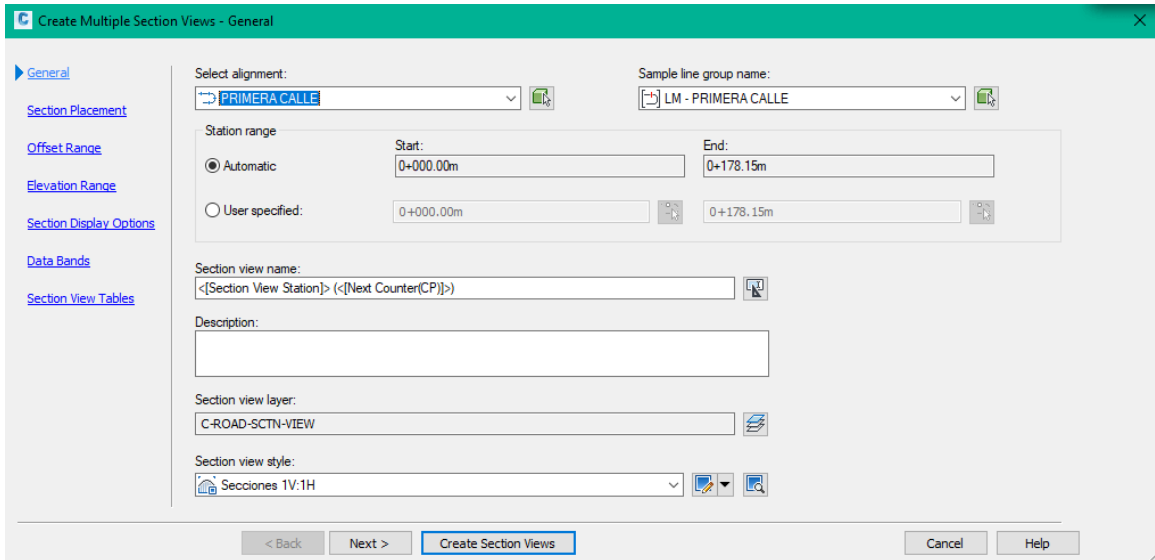 Create Multiple Section Views - General
General
Section Placement
Offset Range
Elevation Range
Section Display Options
Data Bands
Section View Tables
Select alignment:
PRIMERA CALLE
Sample line group name:
LM - PRIMERA CALLE
Station range
Start:
End:
Automatic
0+000.00m
0+178.15m
User specified:
0+000.00m
0+178.15m
Section view name:
<[Section View Station]> (<[Next Counter(CP)]>)
Description:
Section view layer:
C-ROAD-SCTN-VIEW
Section view style:
Secciones 1V:1H
< Back
Next >
Create Section Views
Cancel
Help